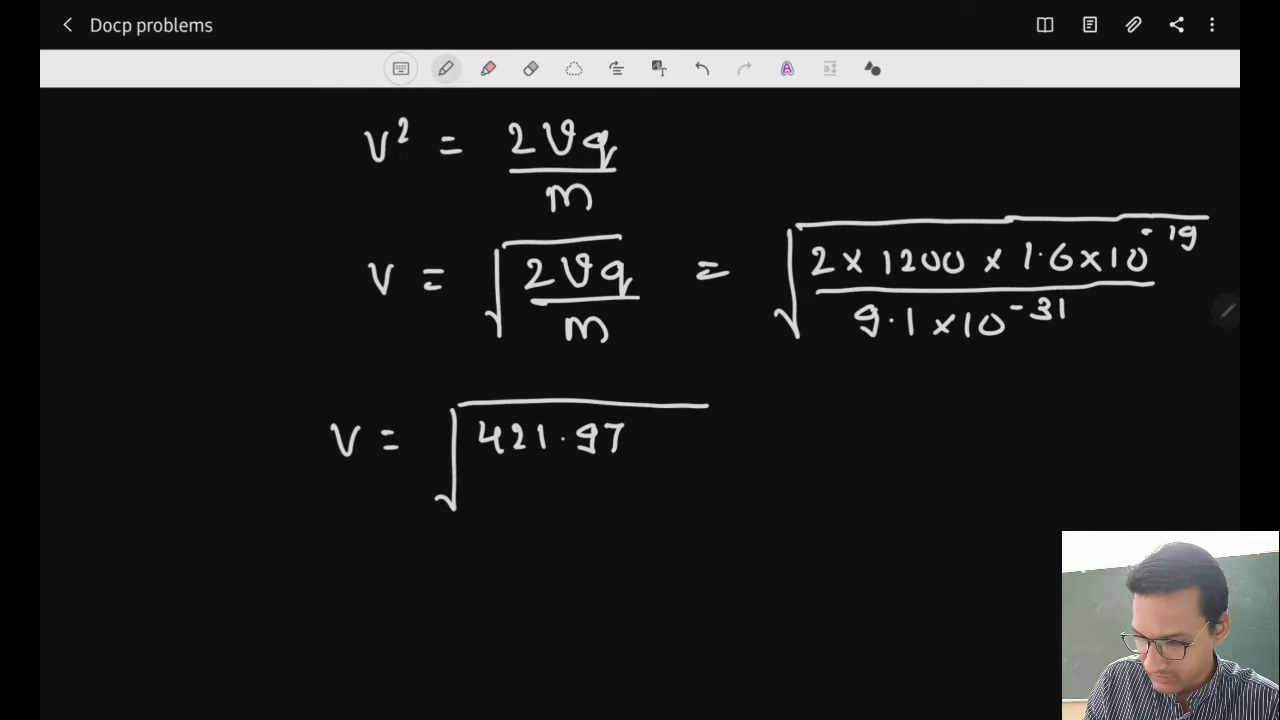 Docp problems
v² = 2Vq/m
v = √(2Vq/m) = √(2 × 1200 × 1.6 × 10⁻¹⁹/9.1 × 10⁻³¹)
v = √421.97